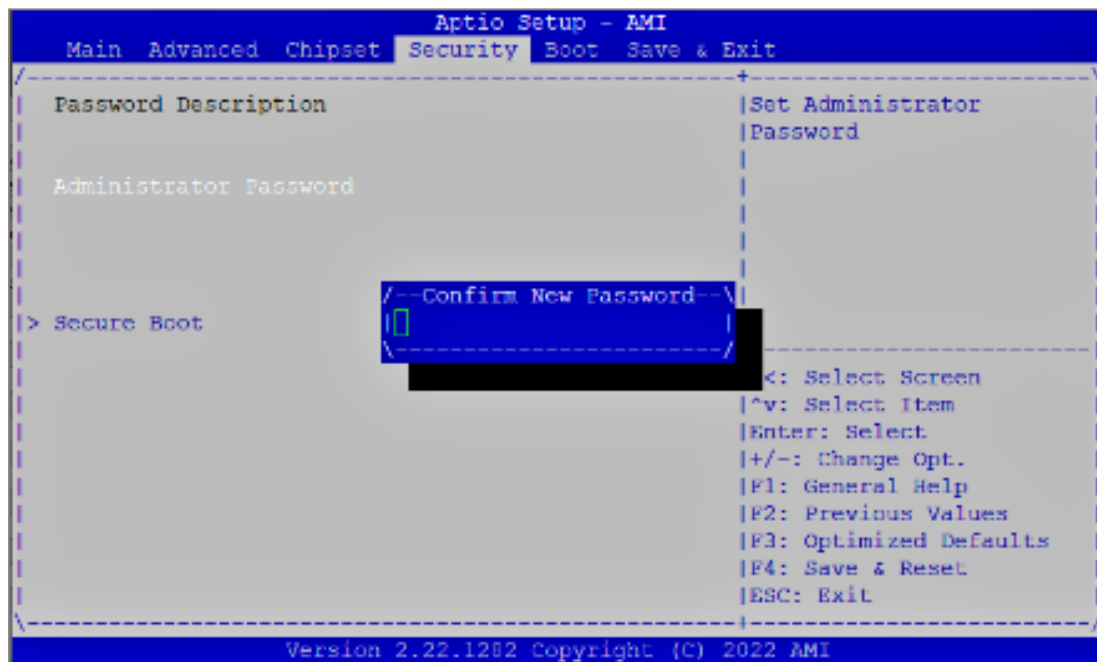 Aptio Setup - AMI
Main Advanced Chipset Security Boot Save & Exit
Password Description
Administrator Password
> Secure Boot
Confirm New Password
Set Administrator
Password
<: Select Screen
^v: Select Item
Enter: Select
+/-: Change Opt.
F1: General Help
F2: Previous Values
F3: Optimized Defaults
F4: Save & Reset
ESC: Exit
Version 2.22.1282 Copyright (C) 2022 AMI